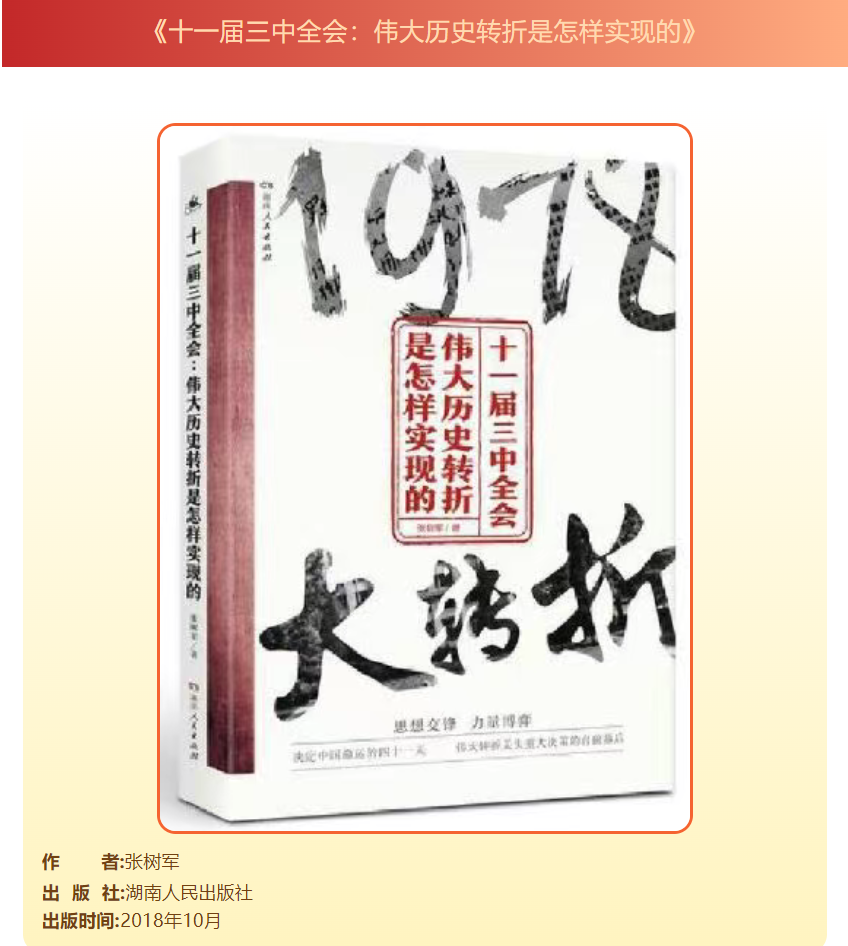 《十一届三中全会：伟大历史转折是怎样实现的》
1978
湖南人民出版社
十一届三中全会：伟大历史转折是怎样实现的
张树军 / 著
湖南人民出版社
十一届三中全会
伟大历史转折
是怎样实现的
张树军 / 著
大转折
思想交锋 力量博弈
决定中国命运的四十一天 伟大转折关头重大决策的台前幕后
作 者:张树军
出 版 社:湖南人民出版社
出版时间:2018年10月